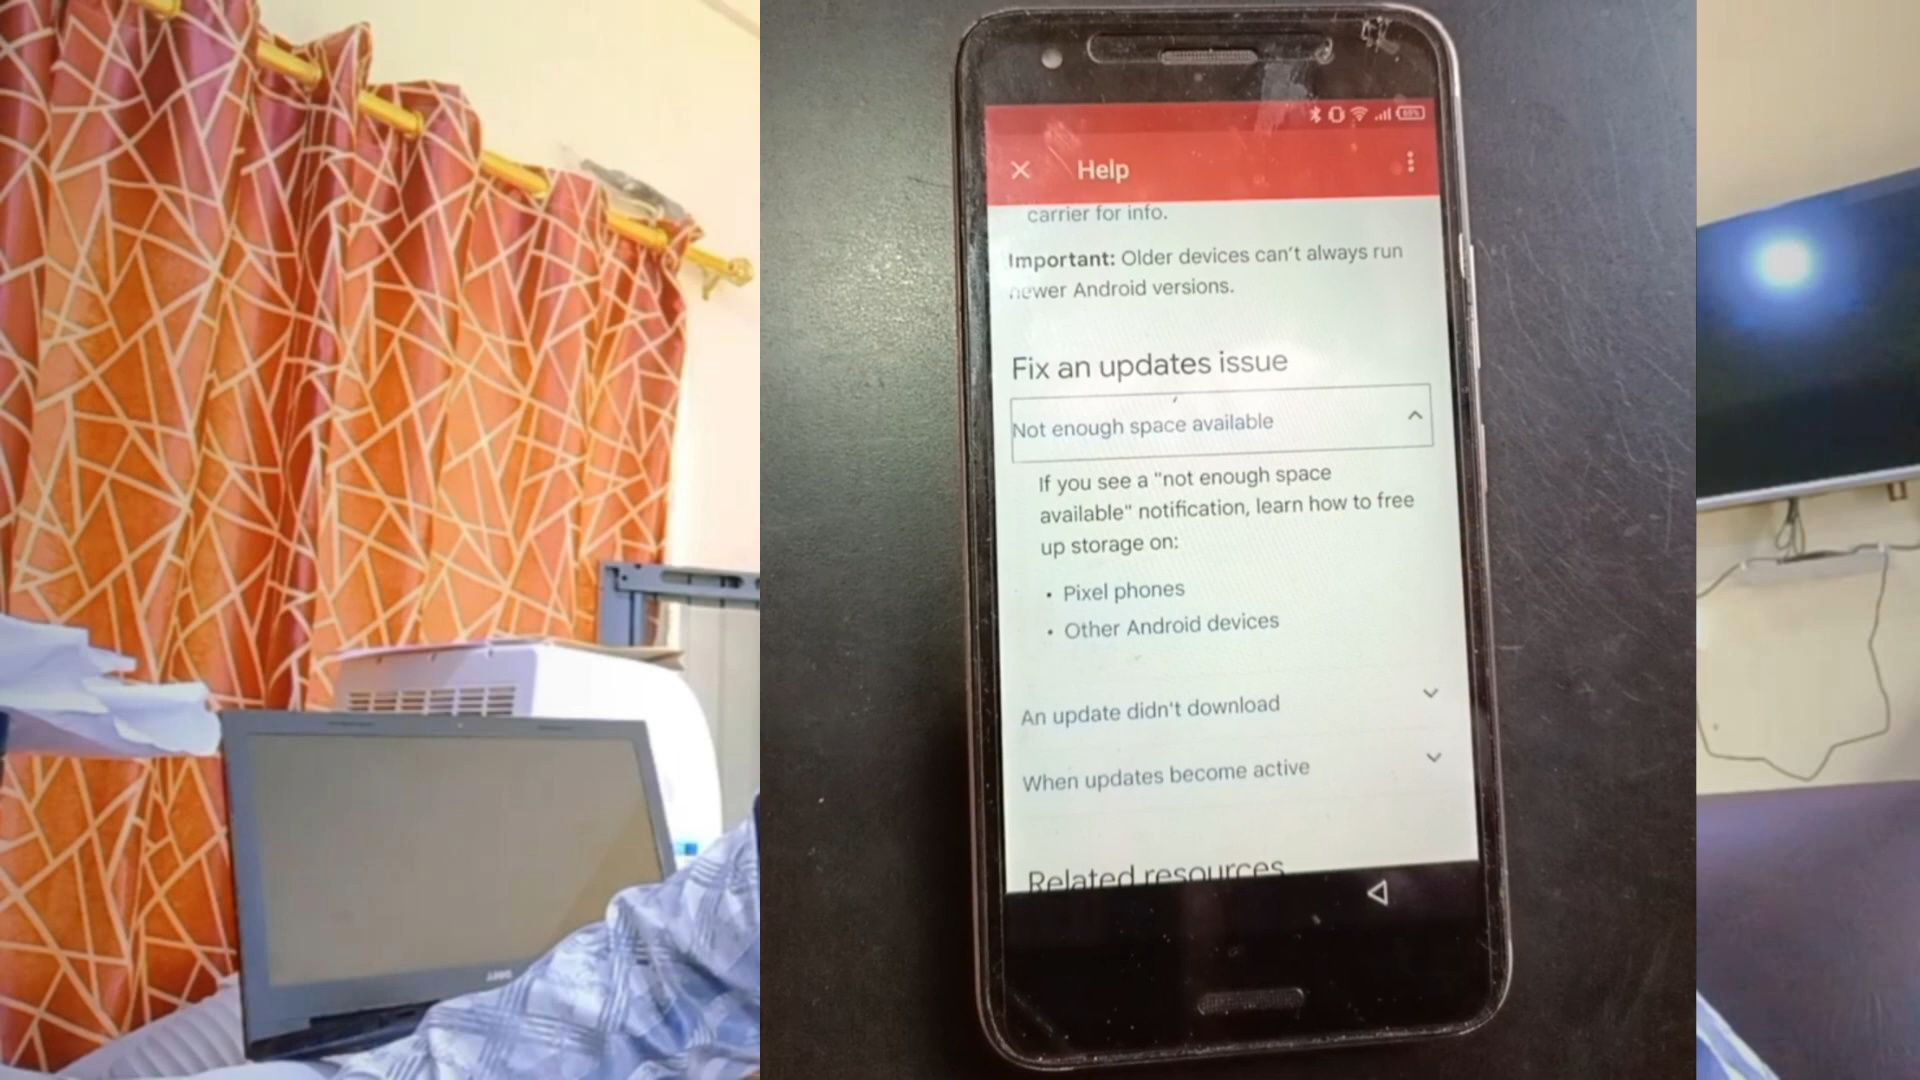 Help
carrier for info.
Important: Older devices can't always run
newer Android versions.
Fix an updates issue
Not enough space available
If you see a "not enough space
available" notification, learn how to free
up storage on:
• Pixel phones
• Other Android devices
An update didn't download
When updates become active
Related resources
DELL